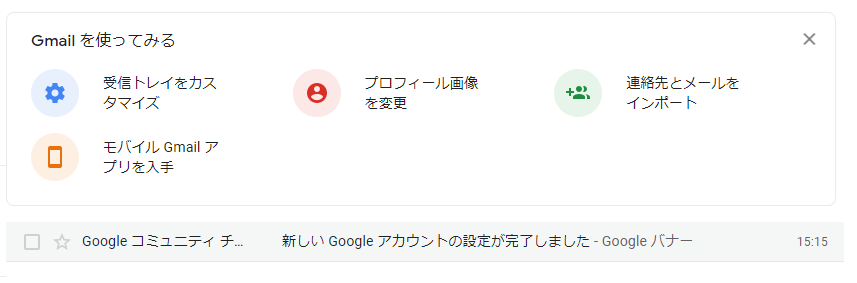 Gmail を使ってみる
受信トレイをカス
タマイズ
プロフィール画像
を変更
連絡先とメールを
インポート
モバイル Gmail ア
プリを入手
Google コミュニティ チ… 新しい Google アカウントの設定が完了しました - Google バナー 15:15